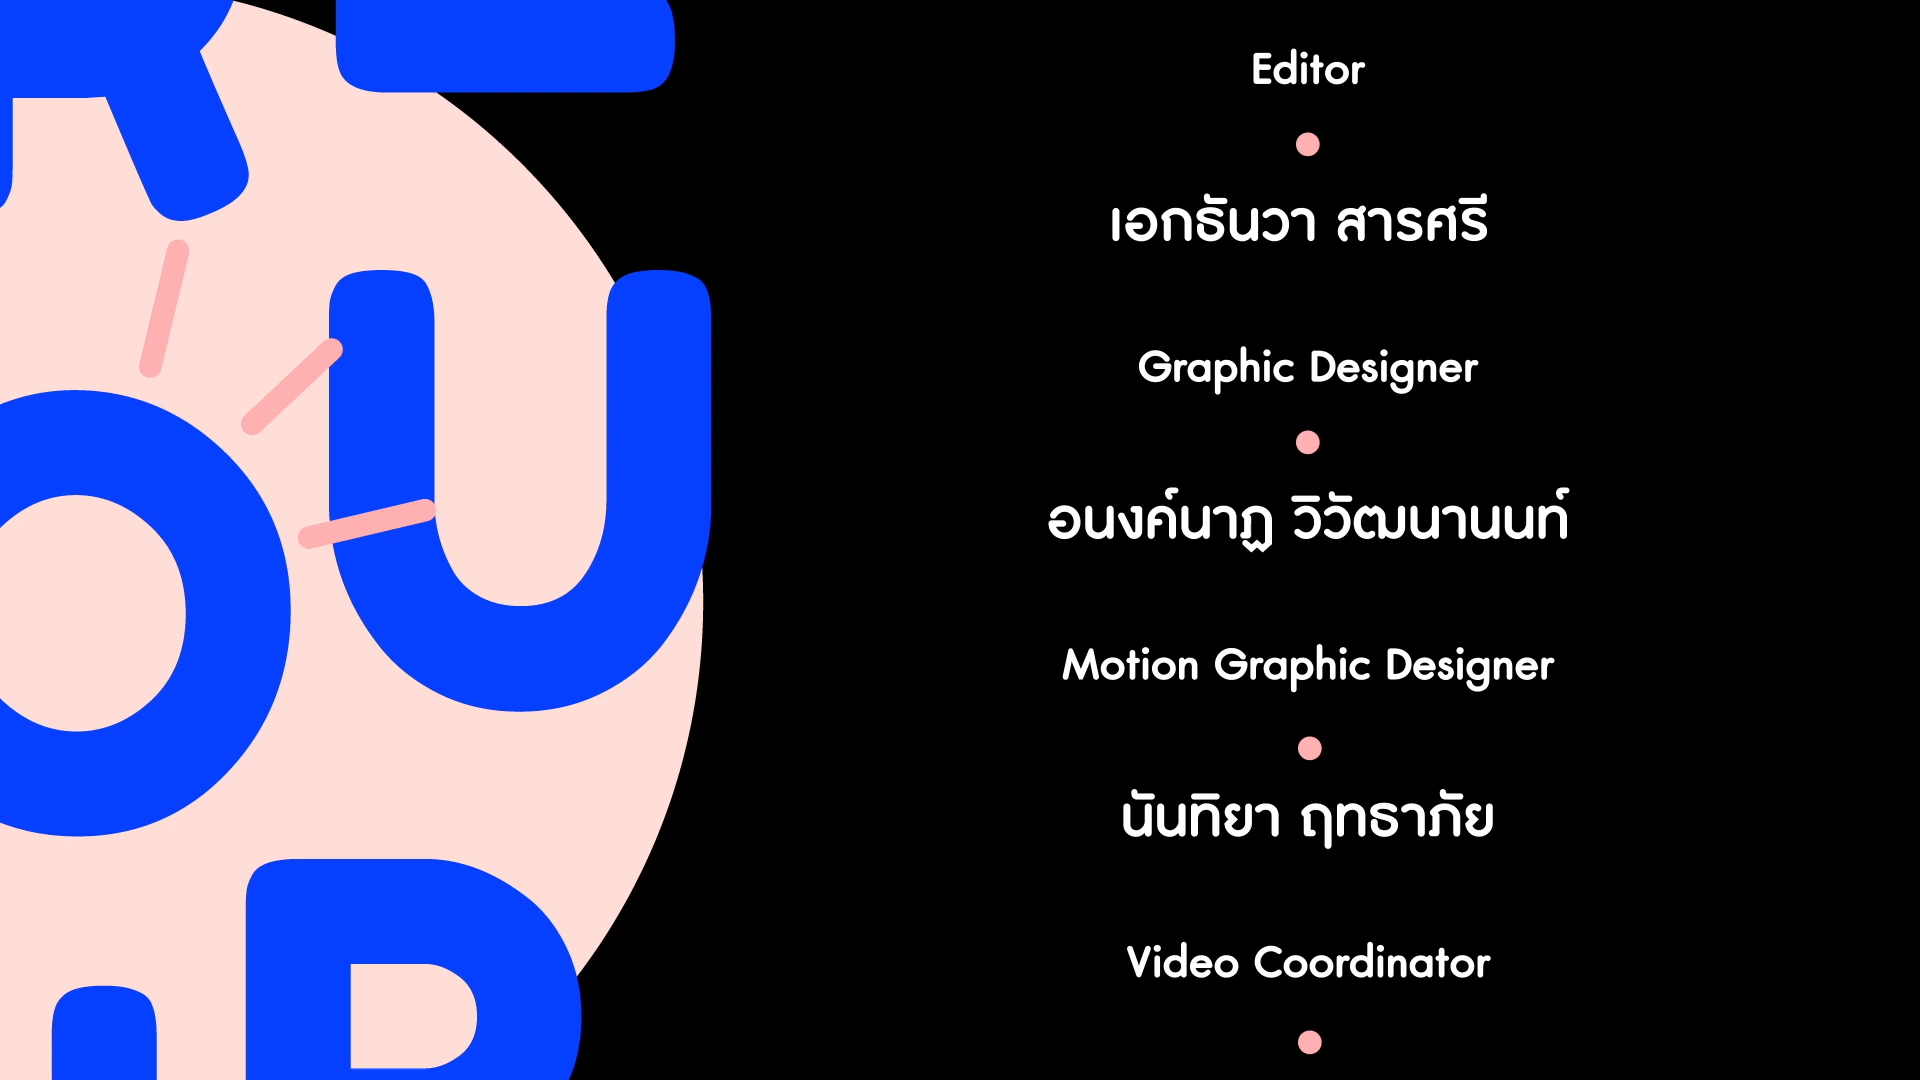 R E
O U
U R
Editor
เอกธันวา สารศรี
Graphic Designer
อนงค์นาฏ วิวัฒนานนท์
Motion Graphic Designer
นันทิยา ฤทธาภัย
Video Coordinator